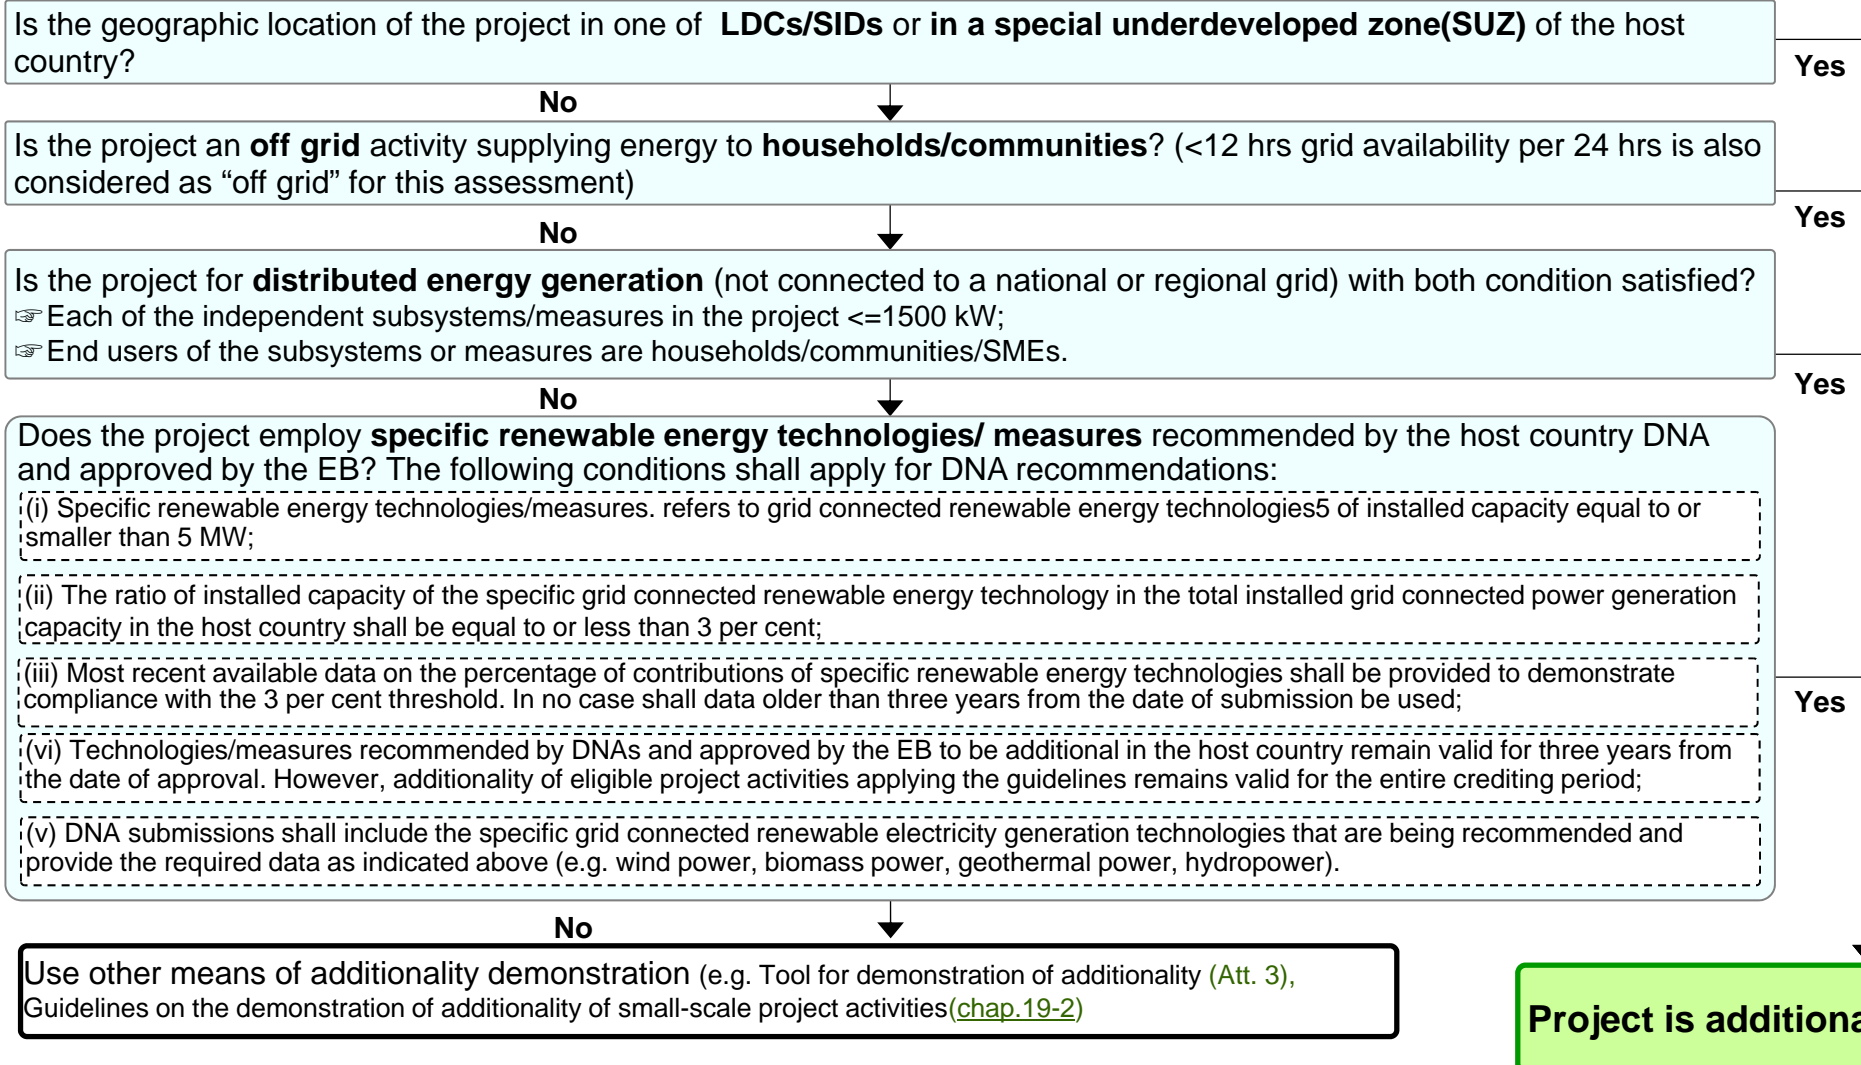 Is the geographic location of the project in one of LDCs/SIDs or in a special underdeveloped zone(SUZ) of the host
country?
Yes
No
Is the project an off grid activity supplying energy to households/communities? (<12 hrs grid availability per 24 hrs is also
considered as “off grid” for this assessment)
Yes
No
Is the project for distributed energy generation (not connected to a national or regional grid) with both condition satisfied?
☞Each of the independent subsystems/measures in the project <=1500 kW;
☞End users of the subsystems or measures are households/communities/SMEs.
Yes
No
Does the project employ specific renewable energy technologies/ measures recommended by the host country DNA
and approved by the EB? The following conditions shall apply for DNA recommendations:
(i) Specific renewable energy technologies/measures. refers to grid connected renewable energy technologies5 of installed capacity equal to or
smaller than 5 MW;
(ii) The ratio of installed capacity of the specific grid connected renewable energy technology in the total installed grid connected power generation
capacity in the host country shall be equal to or less than 3 per cent;
(iii) Most recent available data on the percentage of contributions of specific renewable energy technologies shall be provided to demonstrate
compliance with the 3 per cent threshold. In no case shall data older than three years from the date of submission be used;
Yes
(vi) Technologies/measures recommended by DNAs and approved by the EB to be additional in the host country remain valid for three years from
the date of approval. However, additionality of eligible project activities applying the guidelines remains valid for the entire crediting period;
(v) DNA submissions shall include the specific grid connected renewable electricity generation technologies that are being recommended and
provide the required data as indicated above (e.g. wind power, biomass power, geothermal power, hydropower).
No
Use other means of additionality demonstration (e.g. Tool for demonstration of additionality (Att. 3),
Guidelines on the demonstration of additionality of small-scale project activities(chap.19-2)
Project is additiona